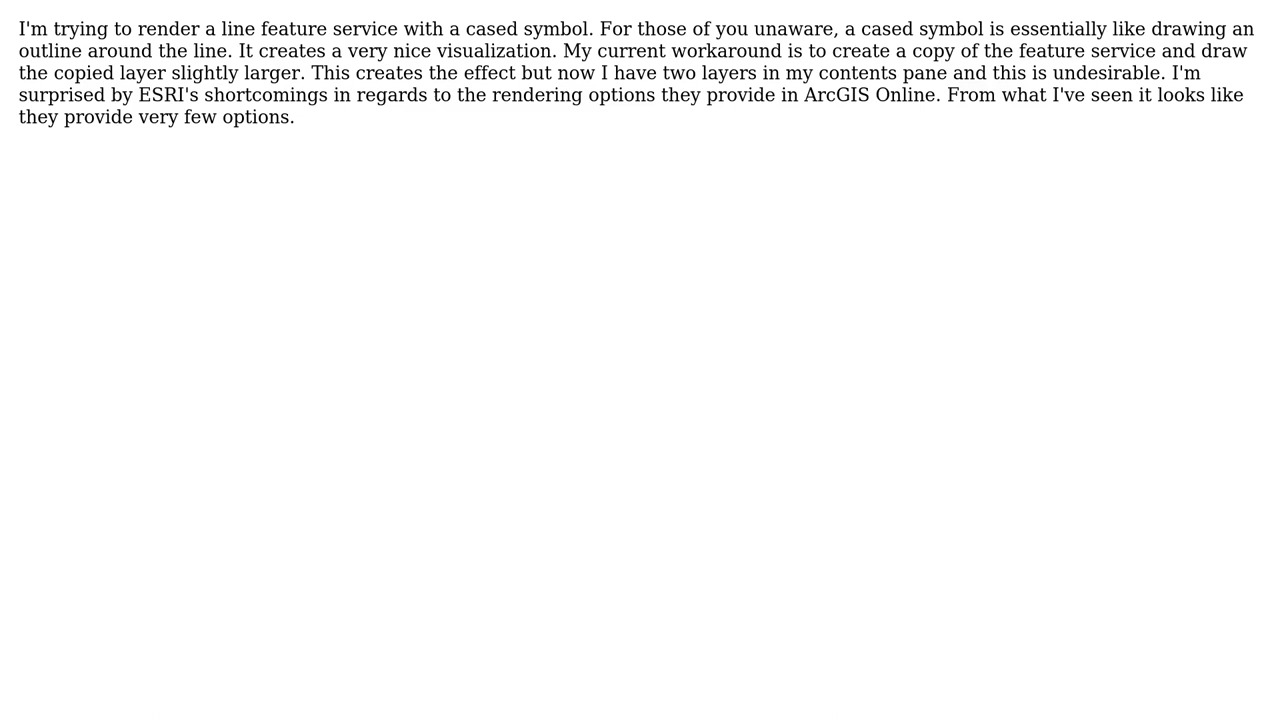 I'm trying to render a line feature service with a cased symbol. For those of you unaware, a cased symbol is essentially like drawing an
outline around the line. It creates a very nice visualization. My current workaround is to create a copy of the feature service and draw
the copied layer slightly larger. This creates the effect but now I have two layers in my contents pane and this is undesirable. I'm
surprised by ESRI's shortcomings in regards to the rendering options they provide in ArcGIS Online. From what I've seen it looks like
they provide very few options.